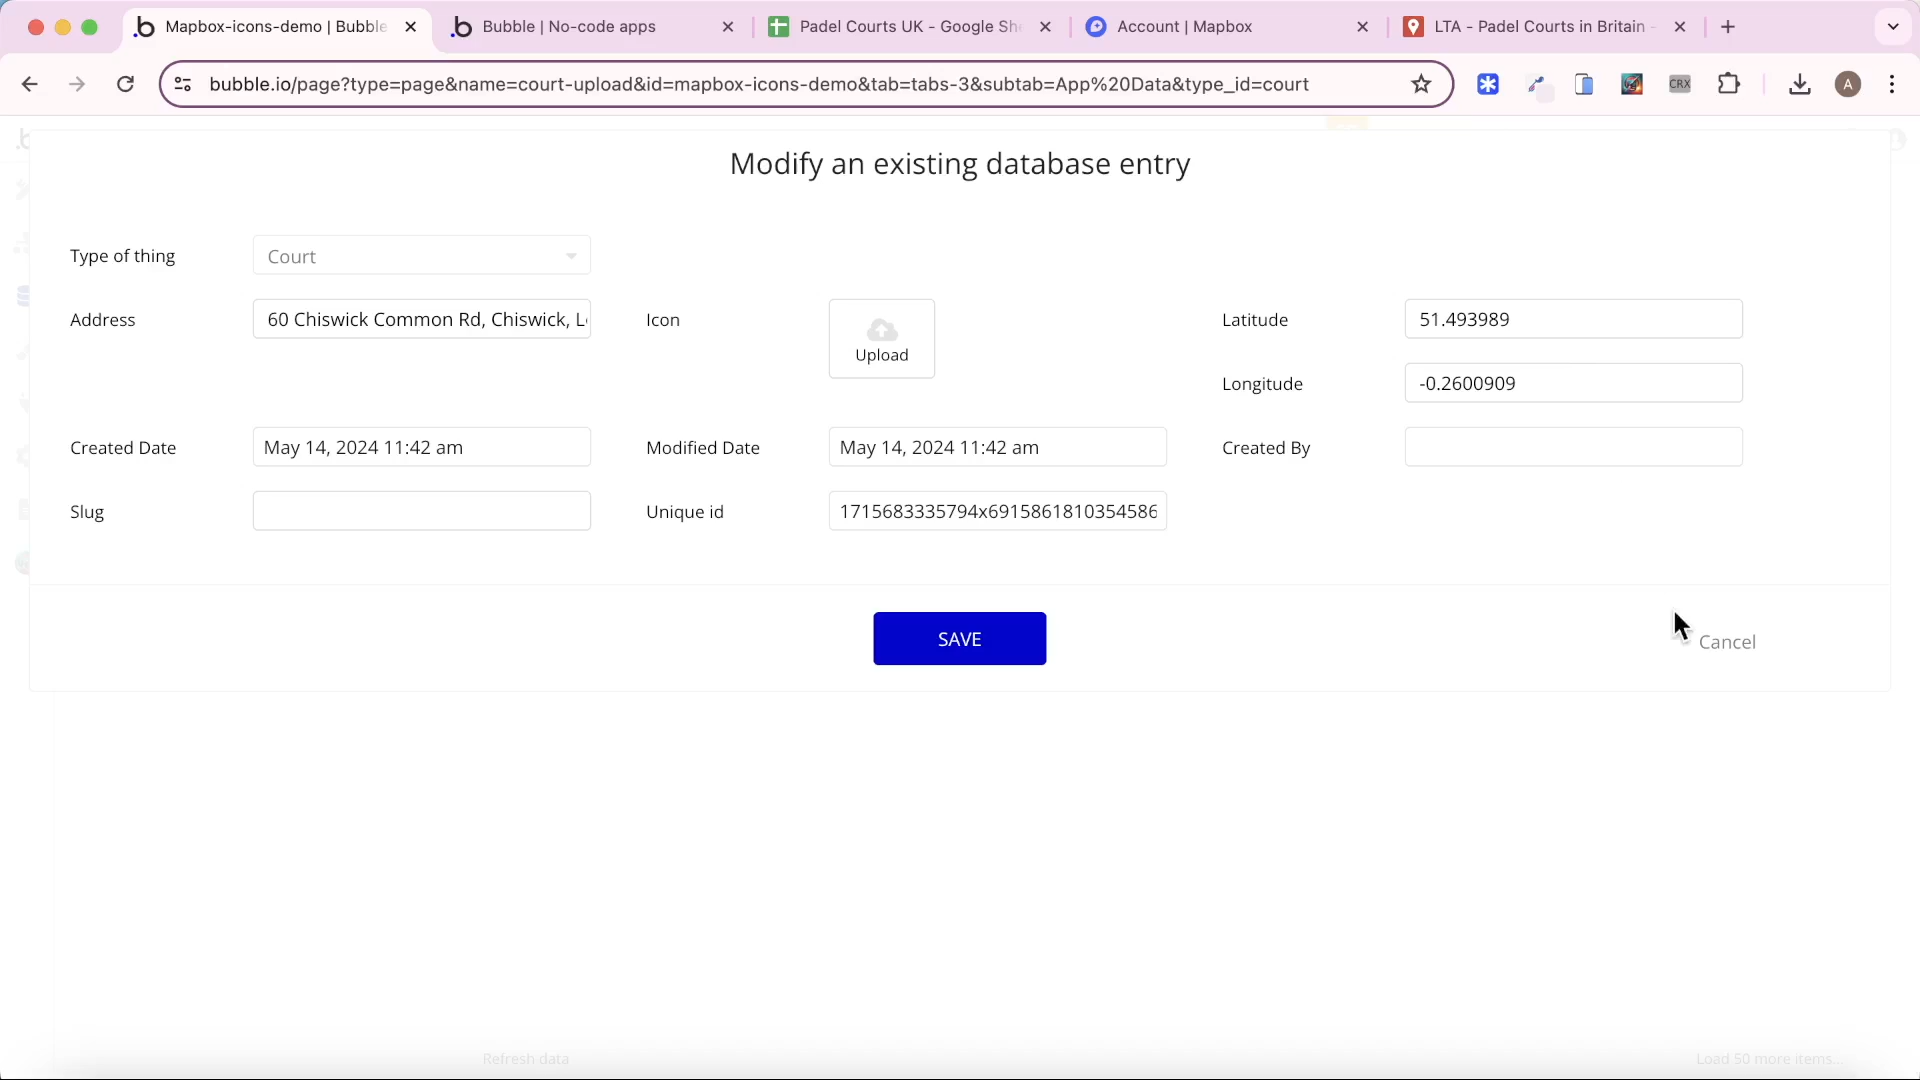 Mapbox-icons-demo | Bubble
Bubble | No-code apps
Padel Courts UK - Google She
Account | Mapbox
LTA - Padel Courts in Britain -
bubble.io/page?type=page&name=court-upload&id=mapbox-icons-demo&tab=tabs-3&subtab=App%20Data&type_id=court
CRX
A
Modify an existing database entry
Type of thing
Court
Address
60 Chiswick Common Rd, Chiswick, L
Icon
Upload
Latitude
51.493989
Longitude
-0.2600909
Created Date
May 14, 2024 11:42 am
Modified Date
May 14, 2024 11:42 am
Created By
Slug
Unique id
1715683335794x6915861810354586
SAVE
Cancel
Refresh data
Load 50 more items...